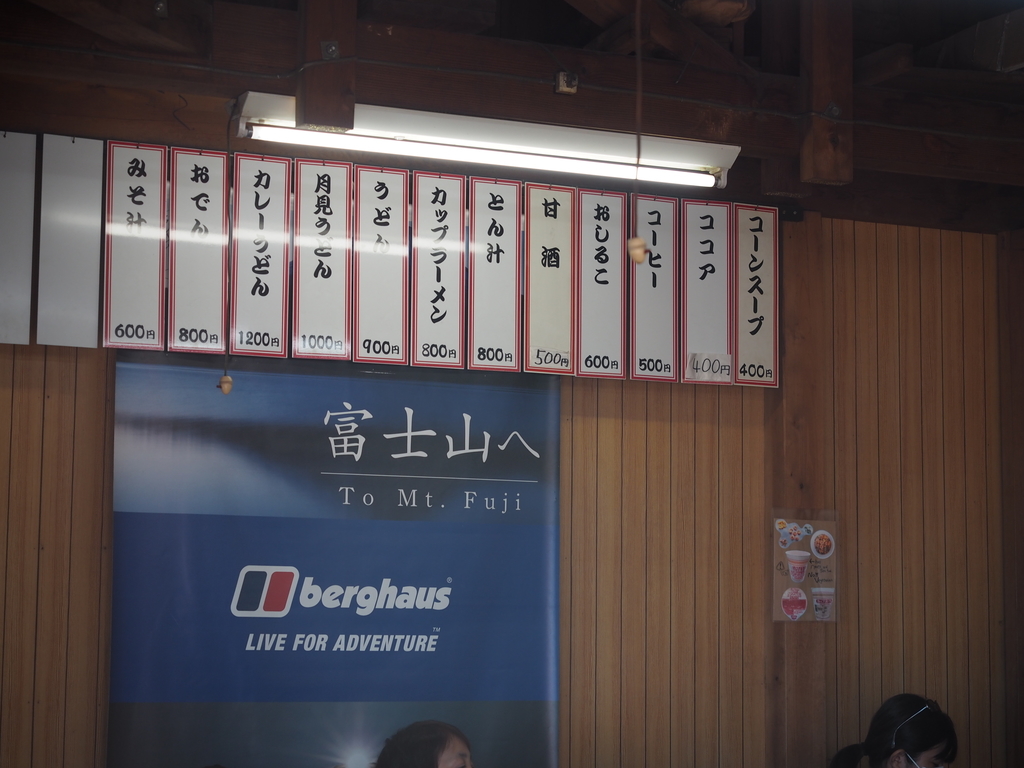 コーンスープ
400円
ココア
400円
コーヒー
500円
おしるこ
600円
甘酒
500円
とん汁
800円
カップラーメン
800円
うどん
900円
月見うどん
1000円
カレーうどん
1200円
おでん
800円
みそ汁
600円
富士山へ
To Mt. Fuji
berghaus®
LIVE FOR ADVENTURE™